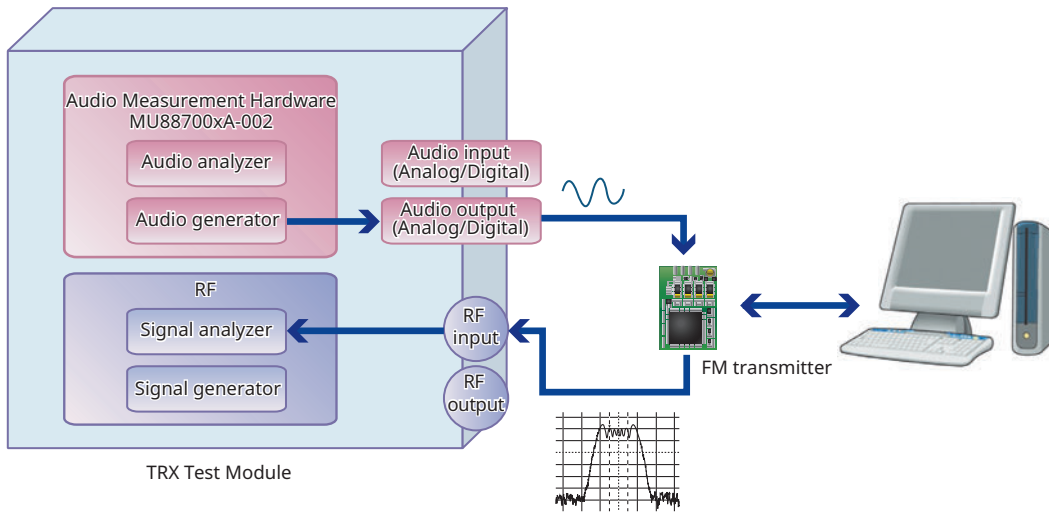 Audio Measurement Hardware
MU88700xA-002
Audio analyzer
Audio generator
Audio input
(Analog/Digital)
Audio output
(Analog/Digital)
RF
Signal analyzer
Signal generator
RF
input
RF
output
FM transmitter
TRX Test Module